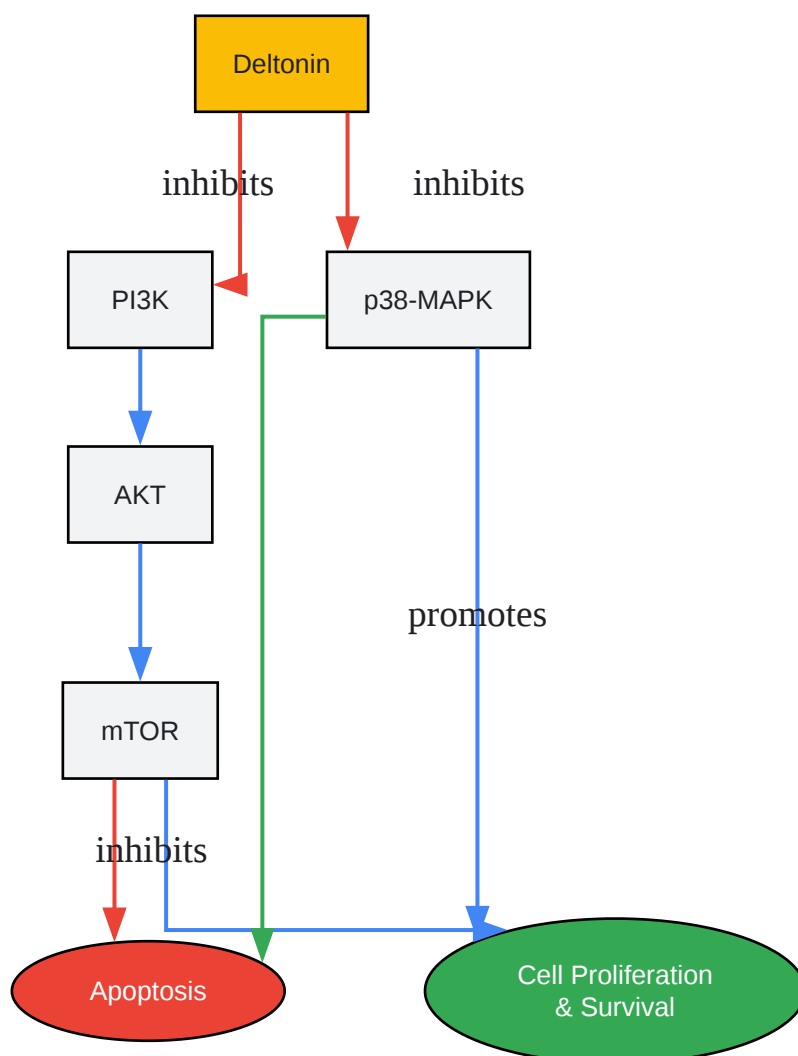 Deltonin
inhibits
inhibits
PI3K
p38-MAPK
AKT
promotes
mTOR
inhibits
Apoptosis
Cell Proliferation
& Survival